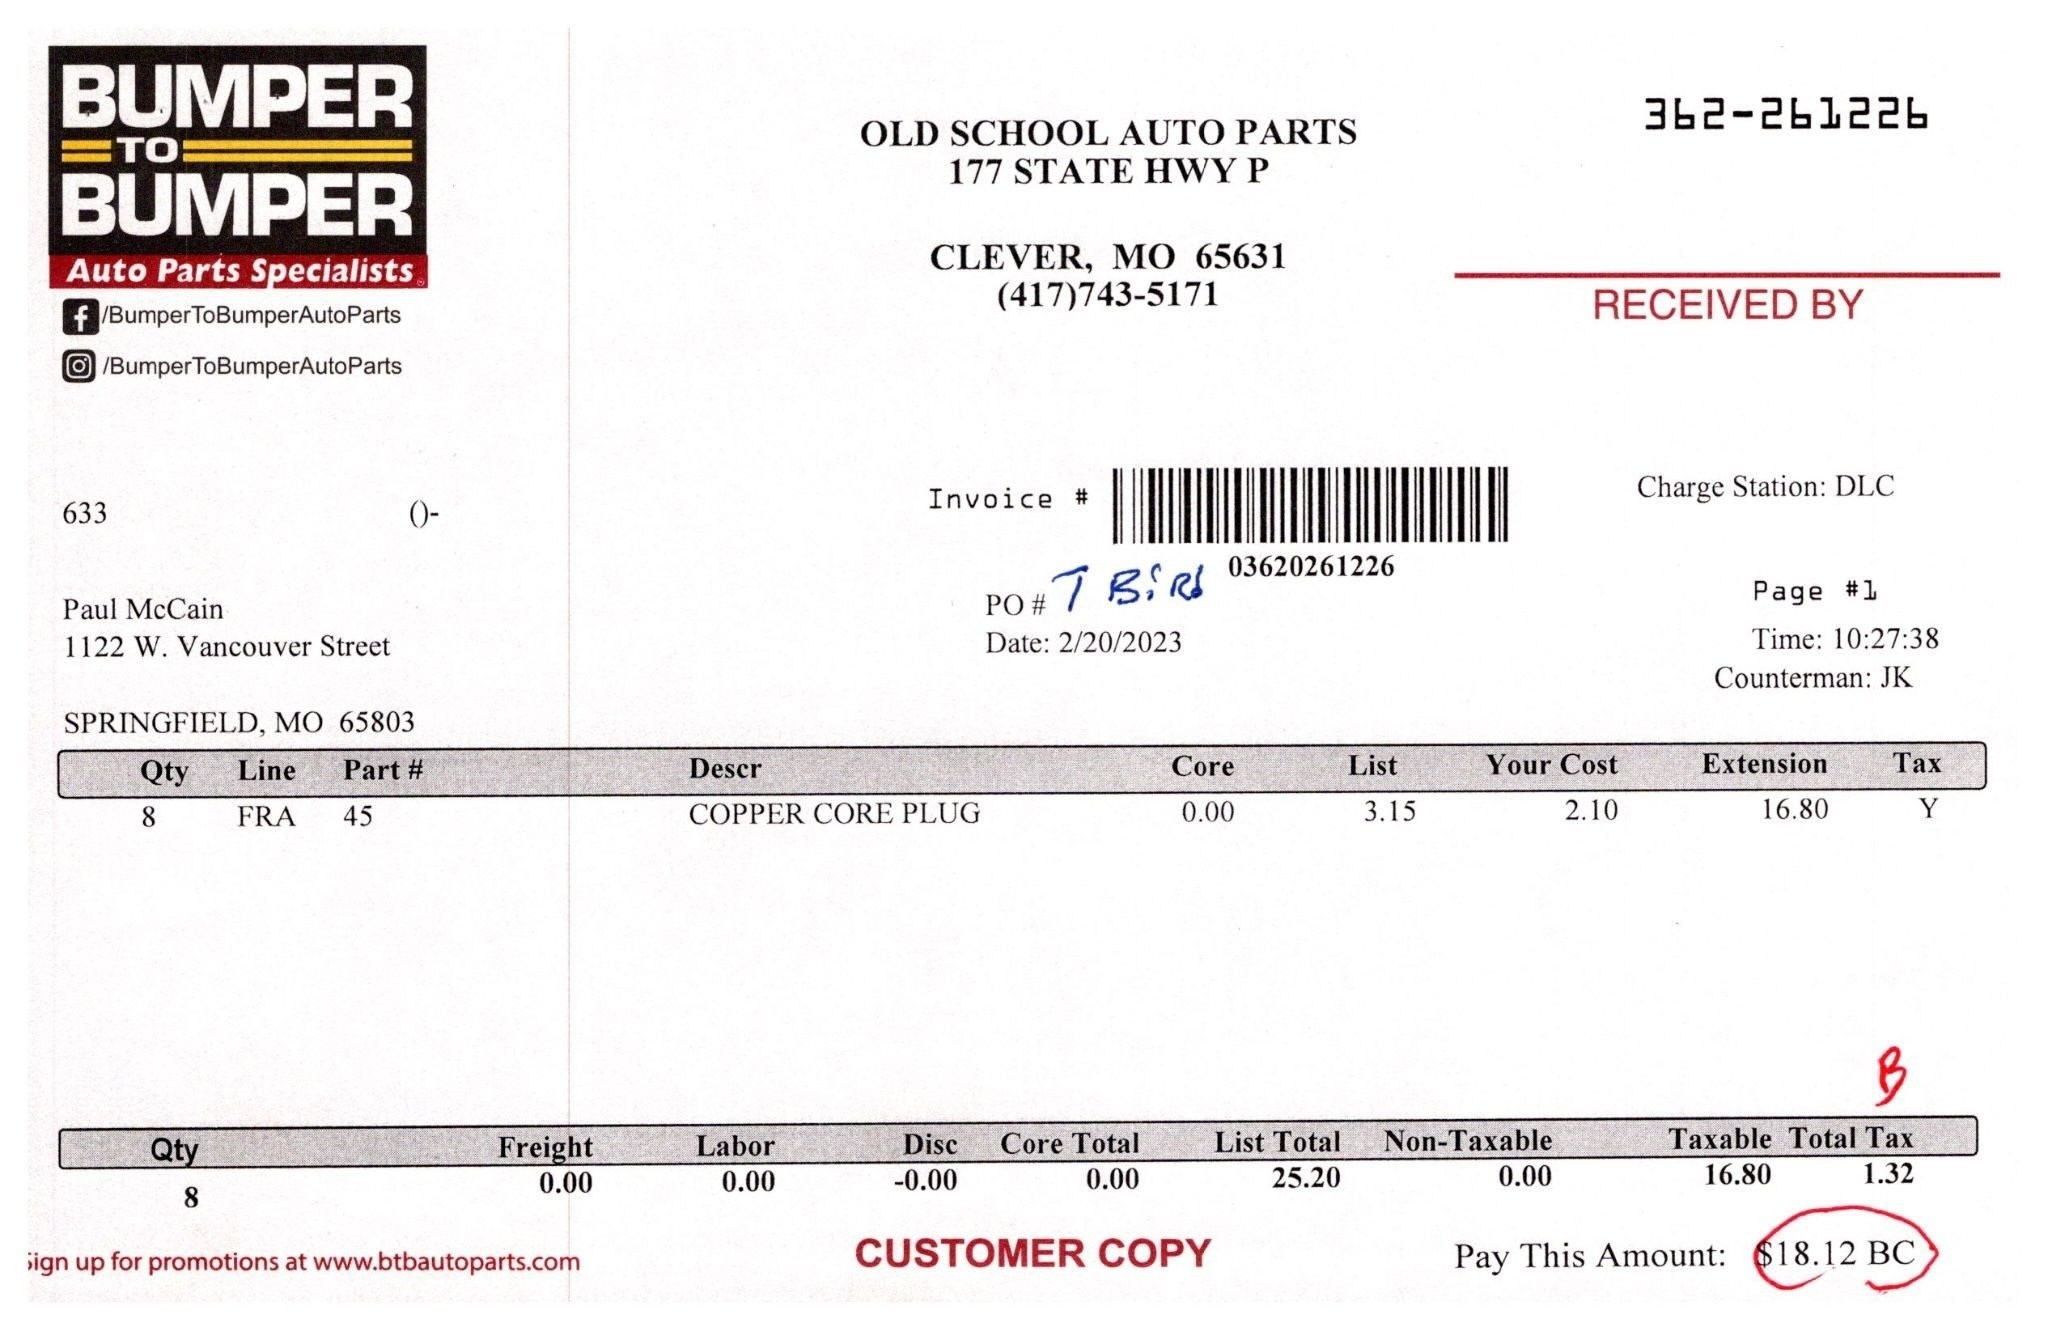 BUMPER
TO
BUMPER
Auto Parts Specialists
/BumperToBumperAutoParts
/BumperToBumperAutoParts
OLD SCHOOL AUTO PARTS
177 STATE HWY P
CLEVER, MO 65631
(417)743-5171
362-261226
RECEIVED BY
633 ()-
Invoice #
03620261226
Charge Station: DLC
PO # T Bird
Date: 2/20/2023
Page #1
Time: 10:27:38
Counterman: JK
Paul McCain
1122 W. Vancouver Street
SPRINGFIELD, MO 65803
Qty Line Part # Descr Core List Your Cost Extension Tax
8 FRA 45 COPPER CORE PLUG 0.00 3.15 2.10 16.80 Y
B
Qty Freight Labor Disc Core Total List Total Non-Taxable Taxable Total Tax
8 0.00 0.00 -0.00 0.00 25.20 0.00 16.80 1.32
Sign up for promotions at www.btbautoparts.com
CUSTOMER COPY
Pay This Amount: $18.12 BC